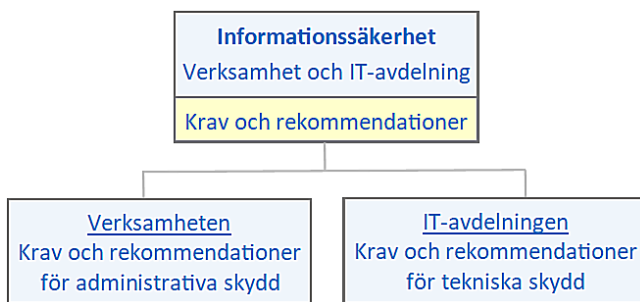 Informationssäkerhet
Verksamhet och IT-avdelning
Krav och rekommendationer
Verksamheten
Krav och rekommendationer
för administrativa skydd
IT-avdelningen
Krav och rekommendationer
för tekniska skydd